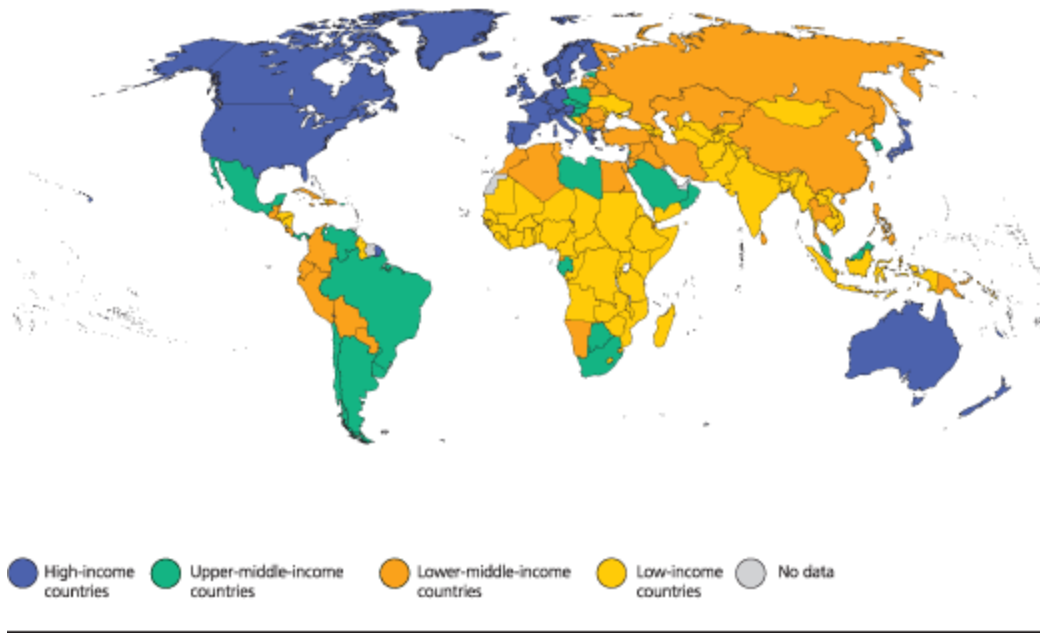 High-income
countries
Upper-middle-income
countries
Lower-middle-income
countries
Low-income
countries
No data